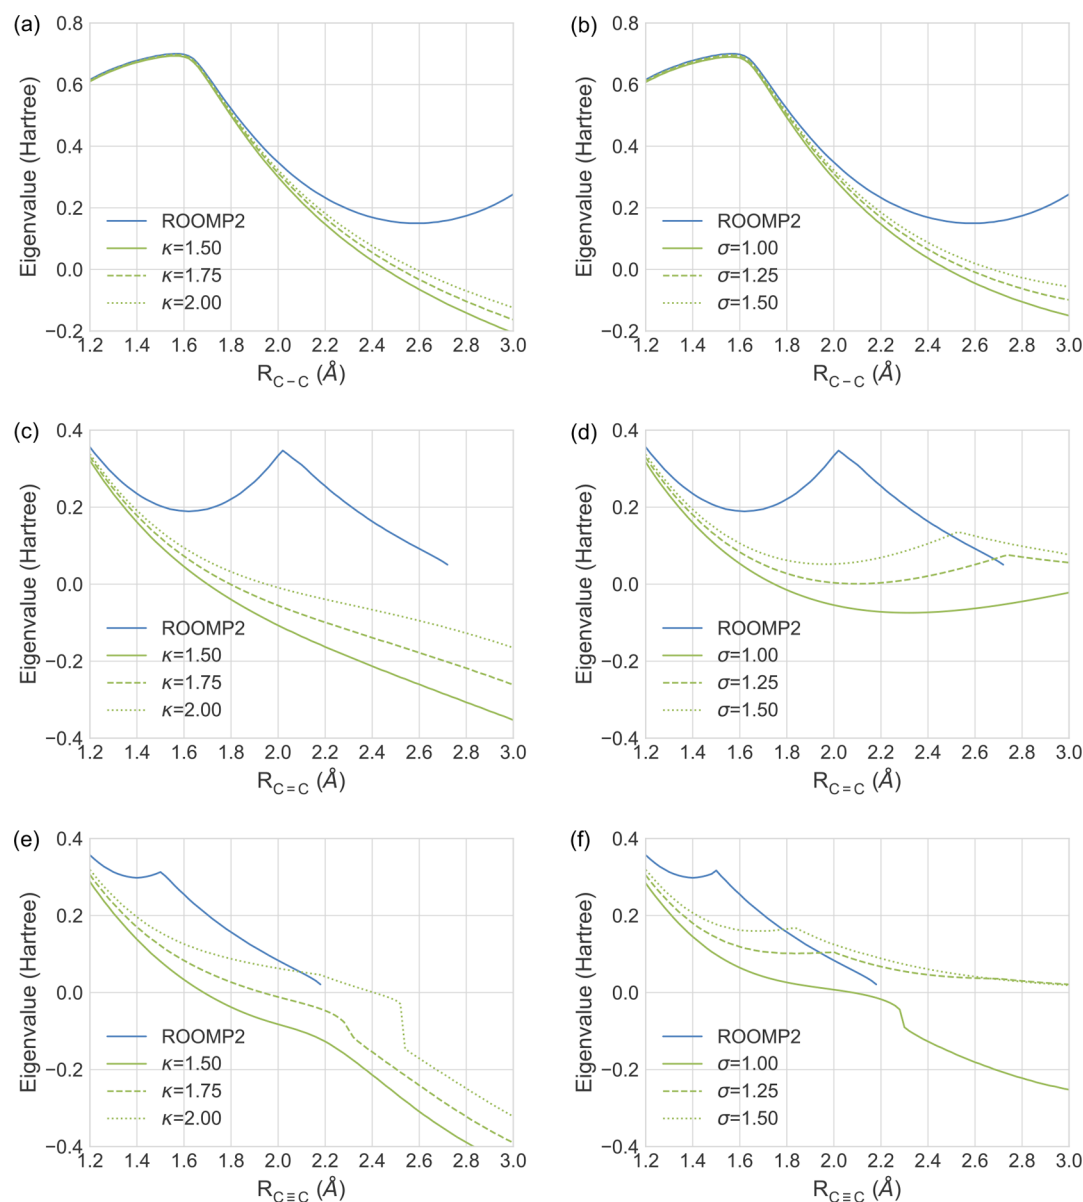 (a)
0.8
0.6
0.4
0.2
0.0
−0.2
Eigenvalue (Hartree)
ROOMP2
κ=1.50
κ=1.75
κ=2.00
1.2 1.4 1.6 1.8 2.0 2.2 2.4 2.6 2.8 3.0
R_{C−C} (Å)
(b)
0.8
0.6
0.4
0.2
0.0
−0.2
Eigenvalue (Hartree)
ROOMP2
σ=1.00
σ=1.25
σ=1.50
1.2 1.4 1.6 1.8 2.0 2.2 2.4 2.6 2.8 3.0
R_{C−C} (Å)
(c)
0.4
0.2
0.0
−0.2
−0.4
Eigenvalue (Hartree)
ROOMP2
κ=1.50
κ=1.75
κ=2.00
1.2 1.4 1.6 1.8 2.0 2.2 2.4 2.6 2.8 3.0
R_{C=C} (Å)
(d)
0.4
0.2
0.0
−0.2
−0.4
Eigenvalue (Hartree)
ROOMP2
σ=1.00
σ=1.25
σ=1.50
1.2 1.4 1.6 1.8 2.0 2.2 2.4 2.6 2.8 3.0
R_{C=C} (Å)
(e)
0.4
0.2
0.0
−0.2
−0.4
Eigenvalue (Hartree)
ROOMP2
κ=1.50
κ=1.75
κ=2.00
1.2 1.4 1.6 1.8 2.0 2.2 2.4 2.6 2.8 3.0
R_{C≡C} (Å)
(f)
0.4
0.2
0.0
−0.2
−0.4
Eigenvalue (Hartree)
ROOMP2
σ=1.00
σ=1.25
σ=1.50
1.2 1.4 1.6 1.8 2.0 2.2 2.4 2.6 2.8 3.0
R_{C≡C} (Å)